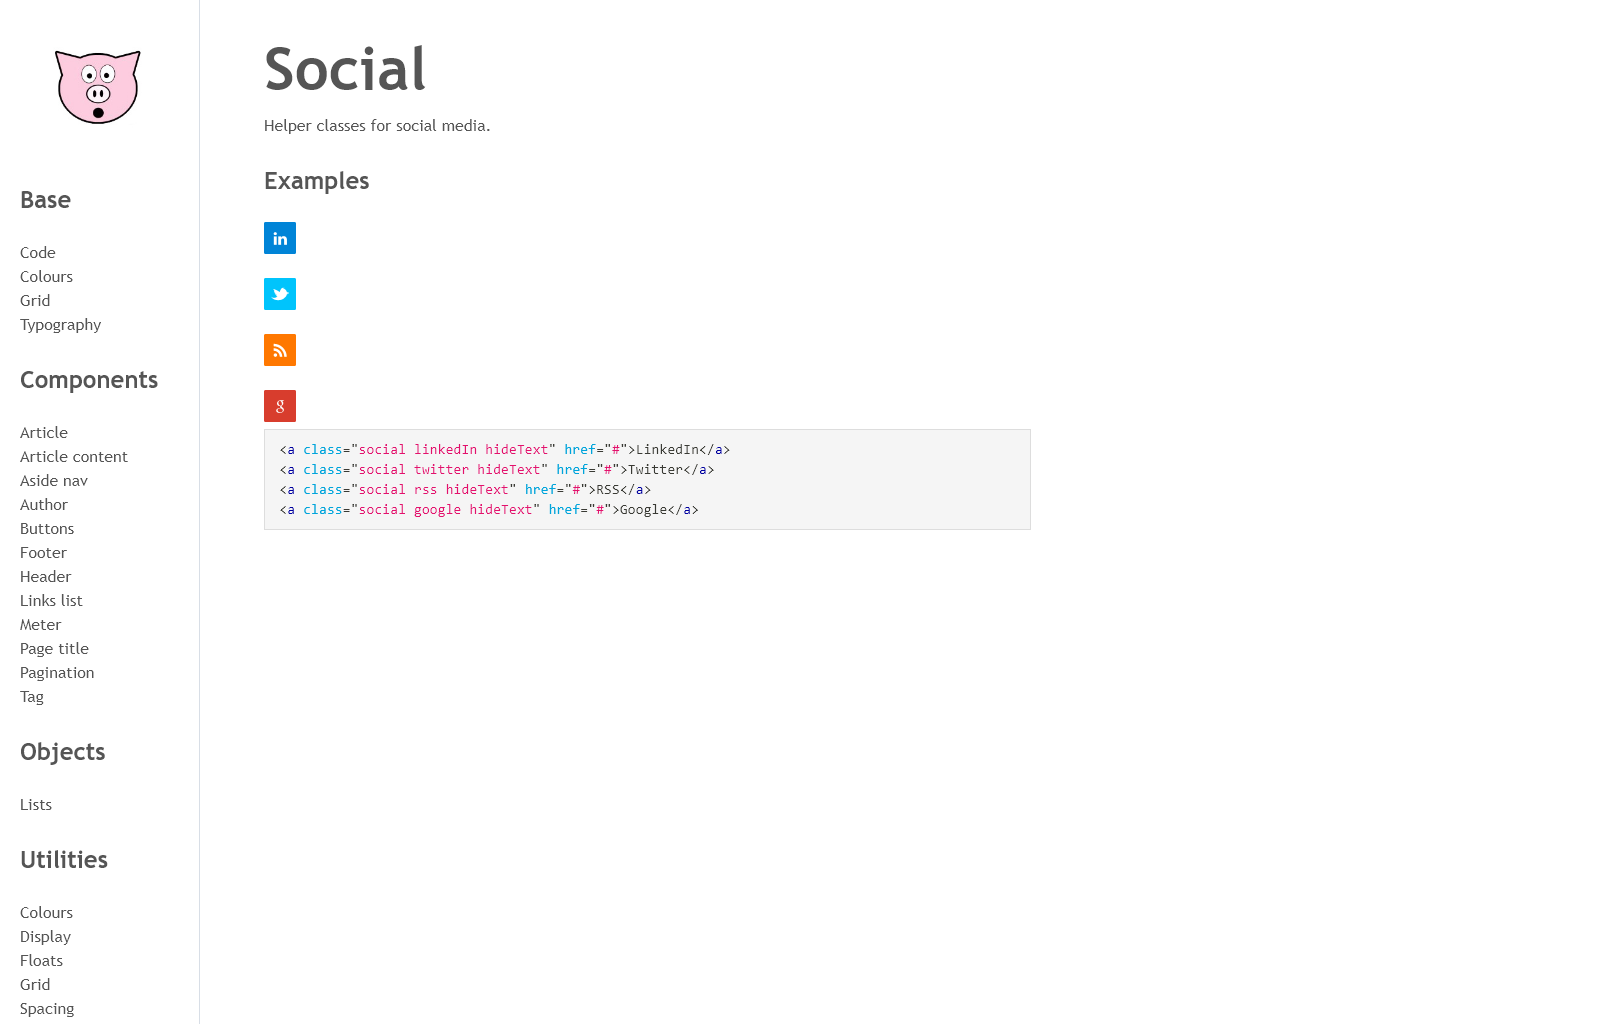 Base
Code
Colours
Grid
Typography
Components
Article
Article content
Aside nav
Author
Buttons
Footer
Header
Links list
Meter
Page title
Pagination
Tag
Objects
Lists
Utilities
Colours
Display
Floats
Grid
Spacing
Social
Helper classes for social media.
Examples
in
g
<a class="social linkedIn hideText" href="#">LinkedIn</a>
<a class="social twitter hideText" href="#">Twitter</a>
<a class="social rss hideText" href="#">RSS</a>
<a class="social google hideText" href="#">Google</a>